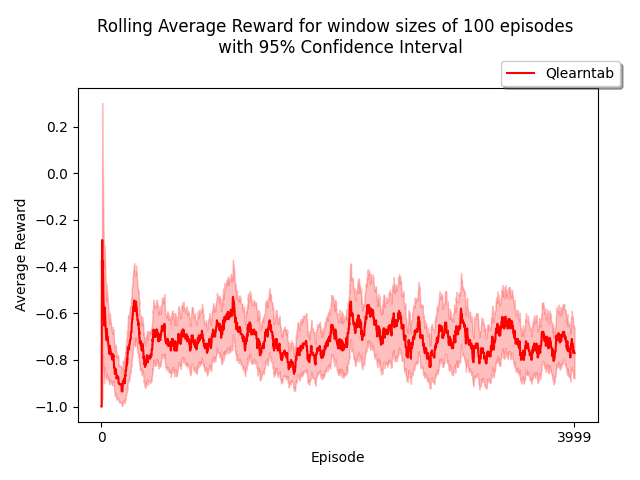 Rolling Average Reward for window sizes of 100 episodes
with 95% Confidence Interval
Qlearntab
0.2
0.0
−0.2
−0.4
−0.6
−0.8
−1.0
Average Reward
0
3999
Episode